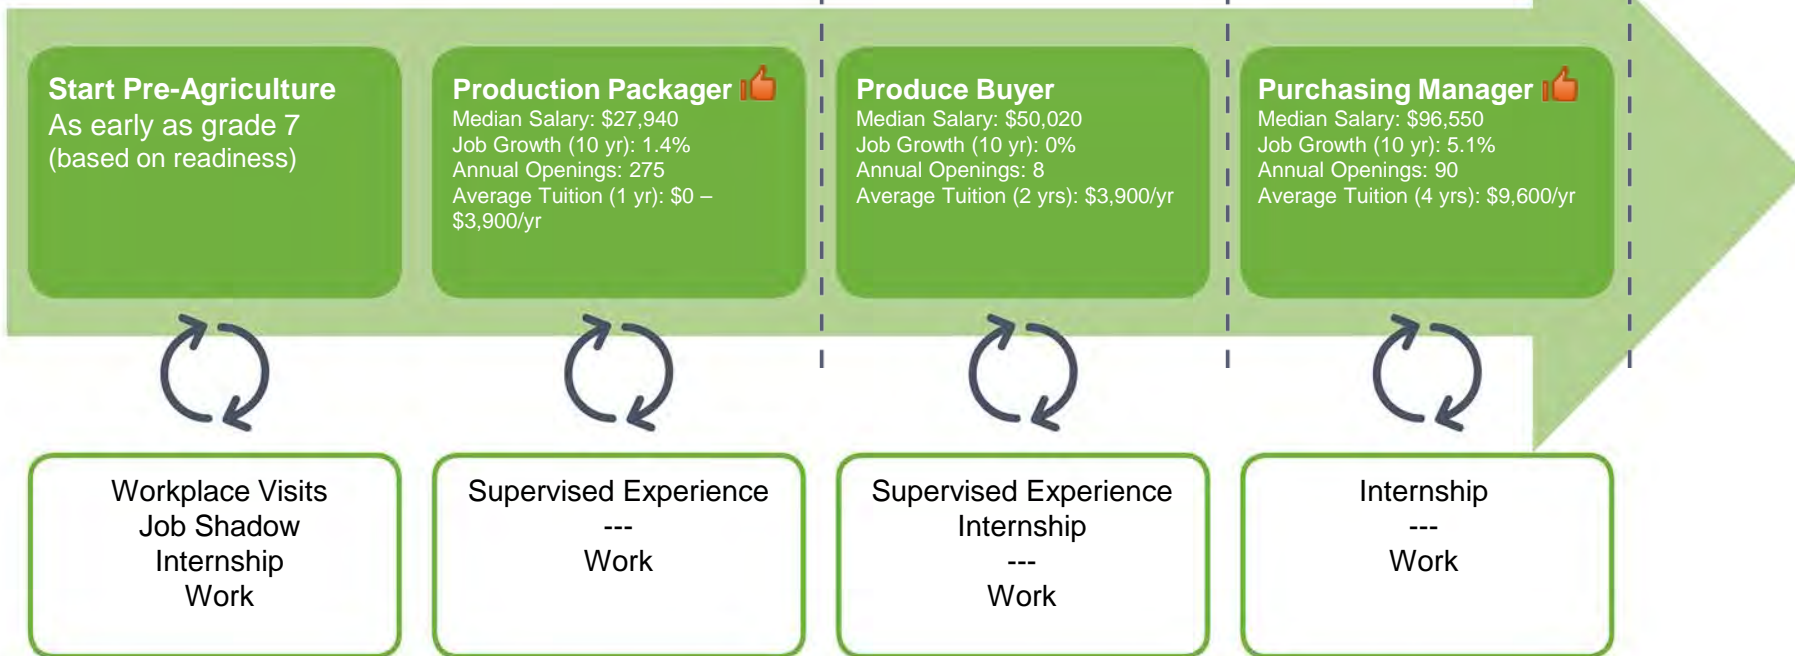 Start Pre-Agriculture
As early as grade 7
(based on readiness)
Production Packager
Median Salary: $27,940
Job Growth (10 yr): 1.4%
Annual Openings: 275
Average Tuition (1 yr): $0 –
$3,900/yr
Produce Buyer
Median Salary: $50,020
Job Growth (10 yr): 0%
Annual Openings: 8
Average Tuition (2 yrs): $3,900/yr
Purchasing Manager
Median Salary: $96,550
Job Growth (10 yr): 5.1%
Annual Openings: 90
Average Tuition (4 yrs): $9,600/yr
Workplace Visits
Job Shadow
Internship
Work
Supervised Experience
---
Work
Supervised Experience
Internship
---
Work
Internship
---
Work